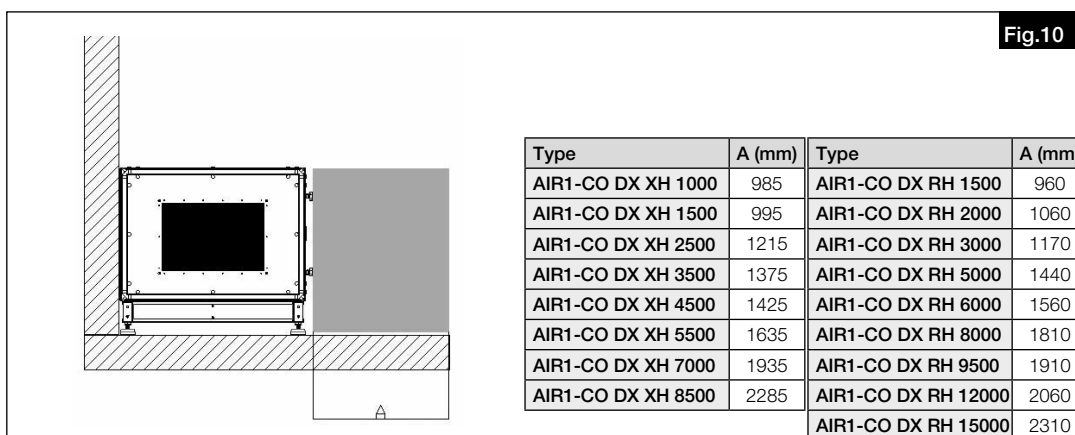 Fig.10
Type A (mm) Type A (mm
AIR1-CO DX XH 1000 985 AIR1-CO DX RH 1500 960
AIR1-CO DX XH 1500 995 AIR1-CO DX RH 2000 1060
AIR1-CO DX XH 2500 1215 AIR1-CO DX RH 3000 1170
AIR1-CO DX XH 3500 1375 AIR1-CO DX RH 5000 1440
AIR1-CO DX XH 4500 1425 AIR1-CO DX RH 6000 1560
AIR1-CO DX XH 5500 1635 AIR1-CO DX RH 8000 1810
AIR1-CO DX XH 7000 1935 AIR1-CO DX RH 9500 1910
AIR1-CO DX XH 8500 2285 AIR1-CO DX RH 12000 2060
AIR1-CO DX RH 15000 2310
A